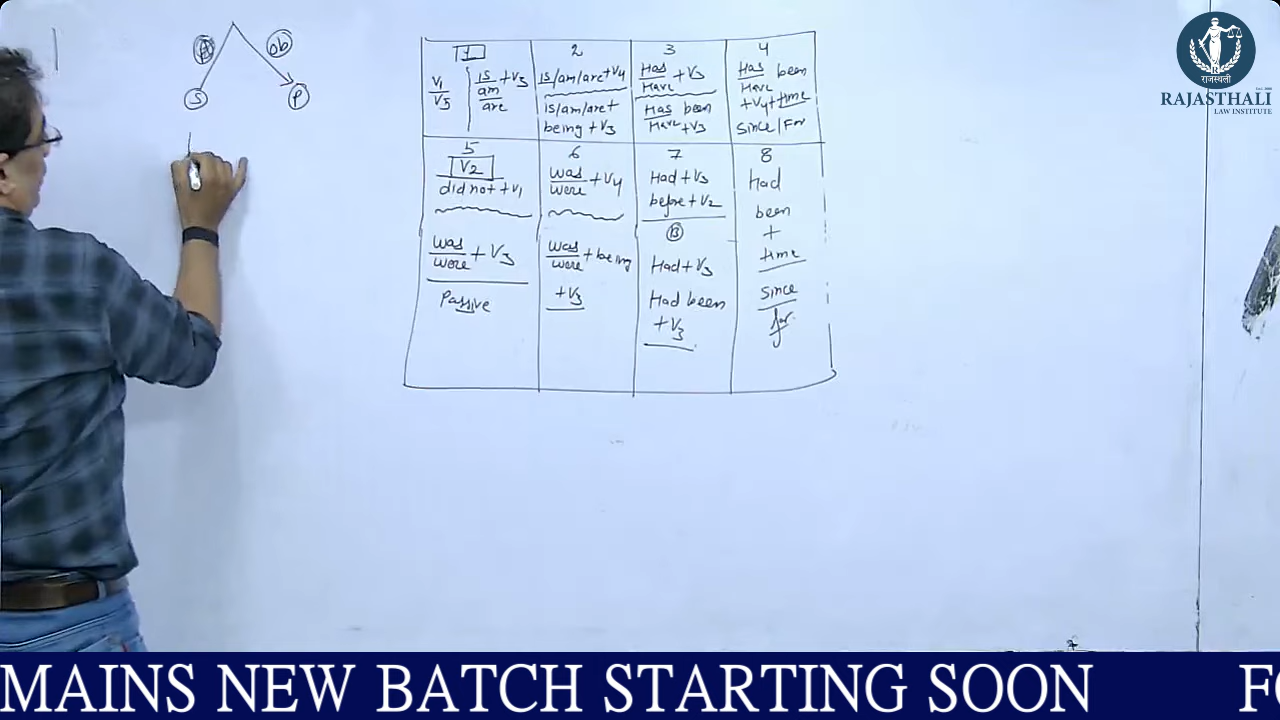 A ob
S P
1
V1 / V5 | is/am/are + V3
2
is/am/are + V4
is/am/are +
being + V3
3
Has/Have + V3
Has/Have been
+ V3
4
Has/Have been
+ V4 + time
Since / For
5
V2
did not + V1
was/were + V3
Passive
6
was/were + V4
was/were + being
+ V3
7
Had + V3
before + V2
B
Had + V3
Had been
+ V3
8
Had
been
+
time
Since
for
राजस्थली
RAJASTHALI
LAW INSTITUTE
MAINS NEW BATCH STARTING SOON FO